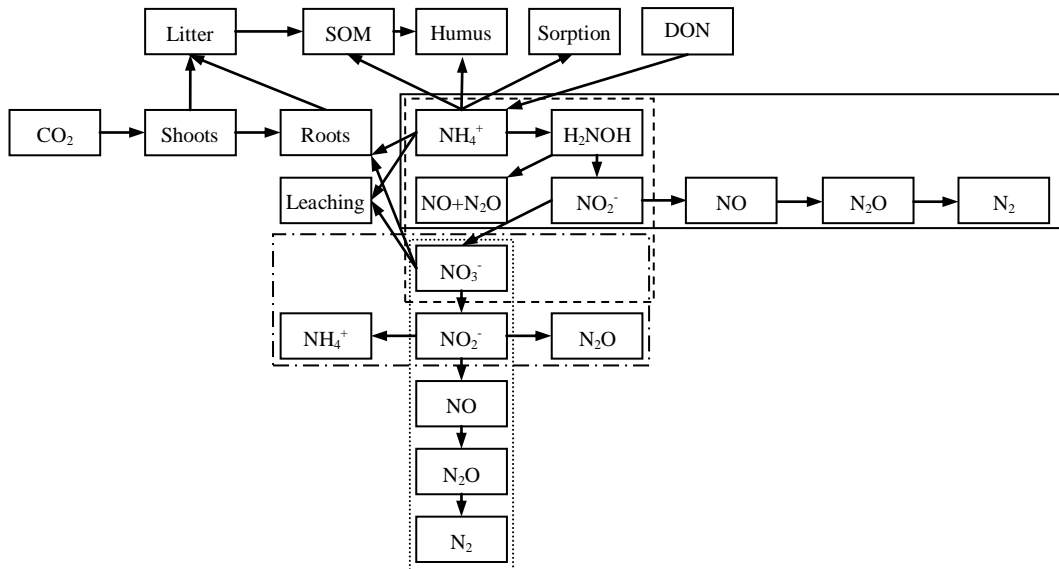 Litter
SOM
Humus
Sorption
DON
CO₂
Shoots
Roots
NH₄⁺
H₂NOH
Leaching
NO+N₂O
NO₂⁻
NO
N₂O
N₂
NO₃⁻
NH₄⁺
NO₂⁻
N₂O
NO
N₂O
N₂